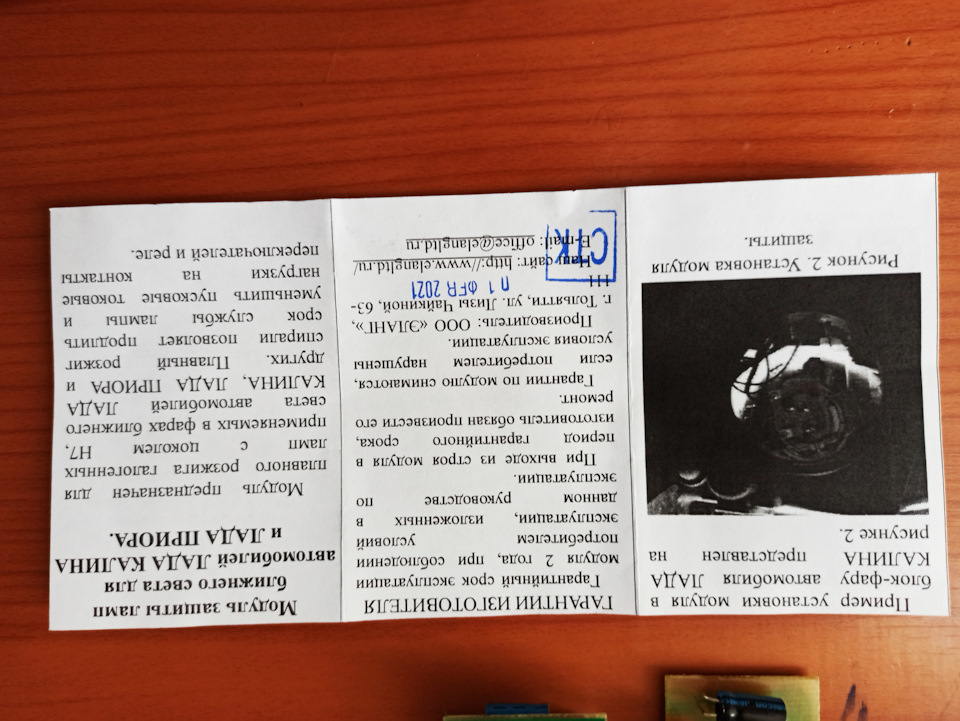 Пример установки модуля в
блок-фару автомобиля ЛАДА
КАЛИНА представлен на
рисунке 2.
Рисунок 2. Установка модуля
защиты.
ГАРАНТИИ ИЗГОТОВИТЕЛЯ
Гарантийный срок эксплуатации
модуля 2 года, при соблюдении
потребителем условий
эксплуатации, изложенных в
данном руководстве по
эксплуатации.
При выходе из строя модуля в
период гарантийного срока,
изготовитель обязан произвести его
ремонт.
Гарантии по модулю снимаются,
если потребителем нарушены
условия эксплуатации.
Производитель: ООО «ЭЛАНГ»,
г. Тольятти, ул. Лизы Чайкиной, 63-
2021
Наш сайт: http://www.elangltd.ru/
E-mail: office@elangltd.ru
СТК
Модуль защиты ламп
ближнего света для
автомобилей ЛАДА КАЛИНА
и ЛАДА ПРИОРА.
Модуль предназначен для
плавного розжига галогенных
ламп с цоколем H7,
применяемых в фарах ближнего
света автомобилей ЛАДА
КАЛИНА, ЛАДА ПРИОРА и
других. Плавный розжиг
спирали позволяет продлить
срок службы лампы и
уменьшить пусковые токовые
нагрузки на контакты
переключателей и реле.